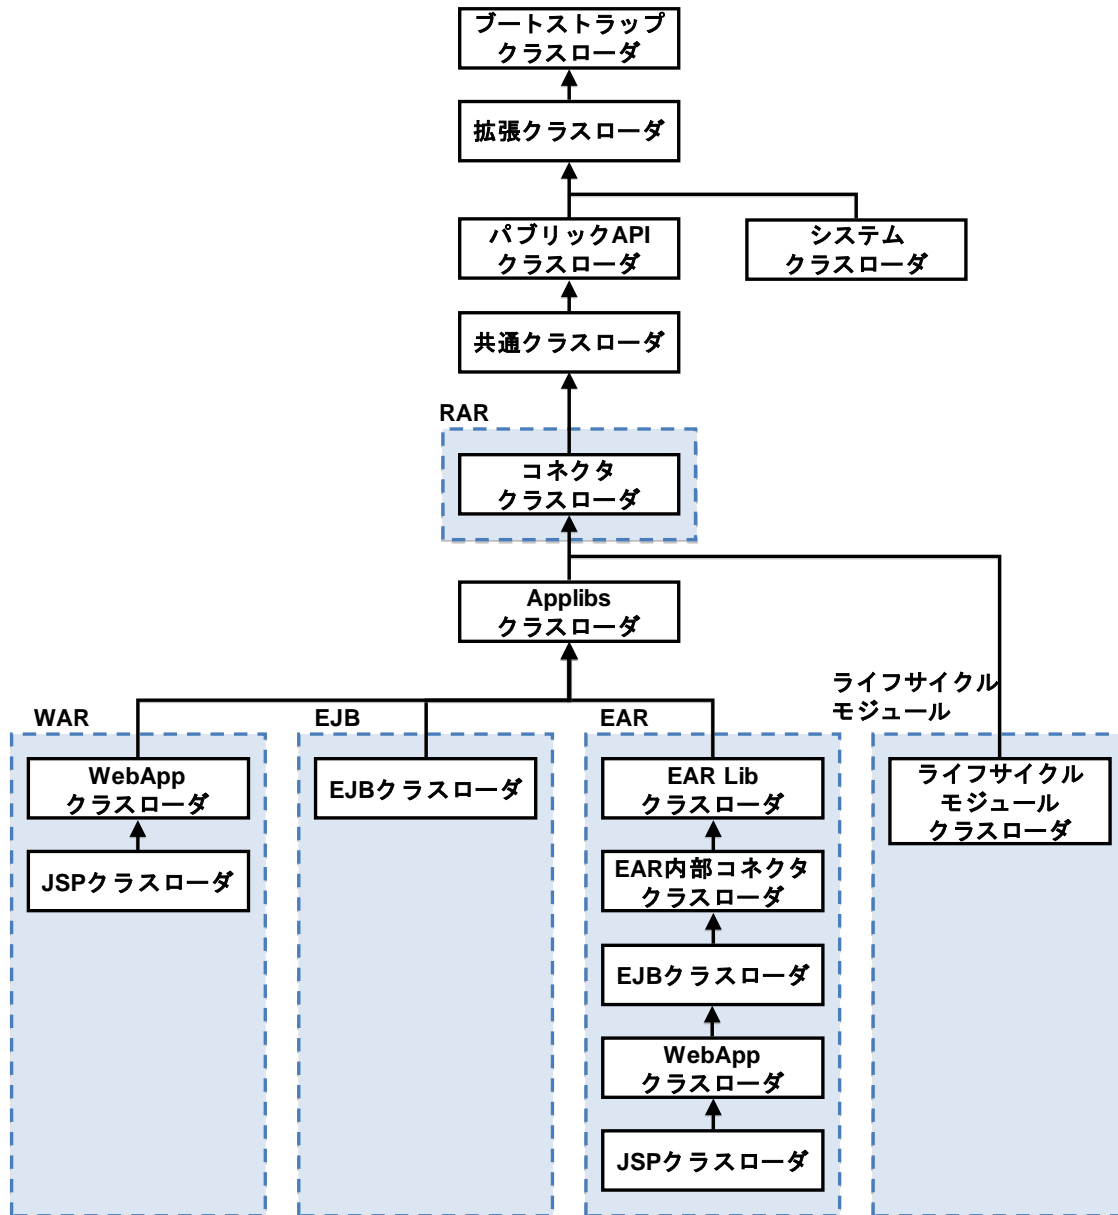 ブートストラップ
クラスローダ
拡張クラスローダ
パブリックAPI
クラスローダ
システム
クラスローダ
共通クラスローダ
RAR
コネクタ
クラスローダ
Applibs
クラスローダ
WAR
EJB
EAR
ライフサイクル
モジュール
WebApp
クラスローダ
JSPクラスローダ
EJBクラスローダ
EAR Lib
クラスローダ
EAR内部コネクタ
クラスローダ
EJBクラスローダ
WebApp
クラスローダ
JSPクラスローダ
ライフサイクル
モジュール
クラスローダ